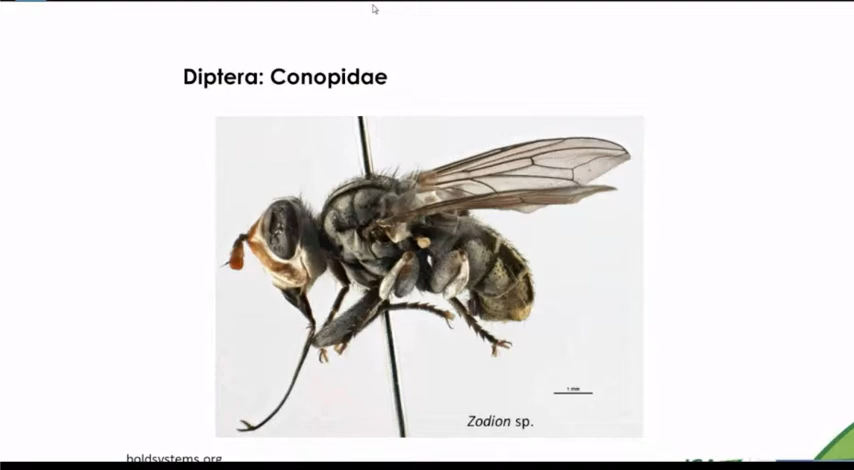 Diptera: Conopidae
1 mm
Zodion sp.
boldsystems.org